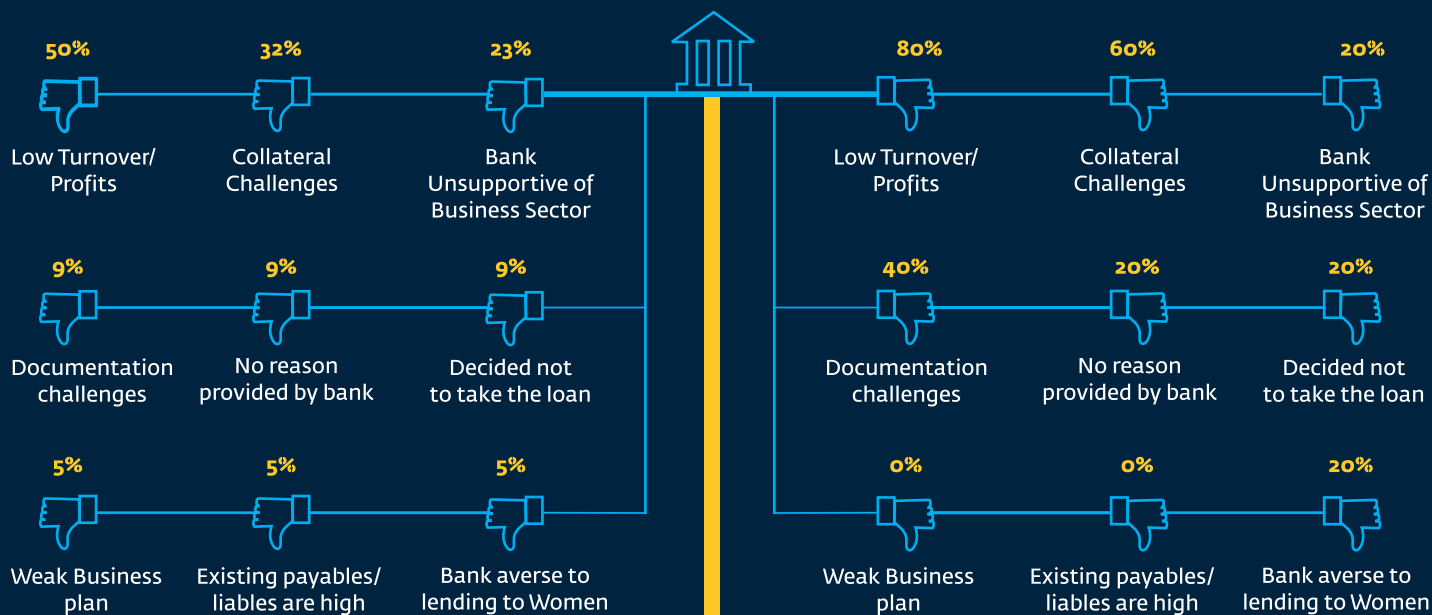 50%
32%
23%
Low Turnover/
Profits
Collateral
Challenges
Bank
Unsupportive of
Business Sector
9%
9%
9%
Documentation
challenges
No reason
provided by bank
Decided not
to take the loan
5%
5%
5%
Weak Business
plan
Existing payables/
liables are high
Bank averse to
lending to Women
80%
60%
20%
Low Turnover/
Profits
Collateral
Challenges
Bank
Unsupportive of
Business Sector
40%
20%
20%
Documentation
challenges
No reason
provided by bank
Decided not
to take the loan
0%
0%
20%
Weak Business
plan
Existing payables/
liables are high
Bank averse to
lending to Women